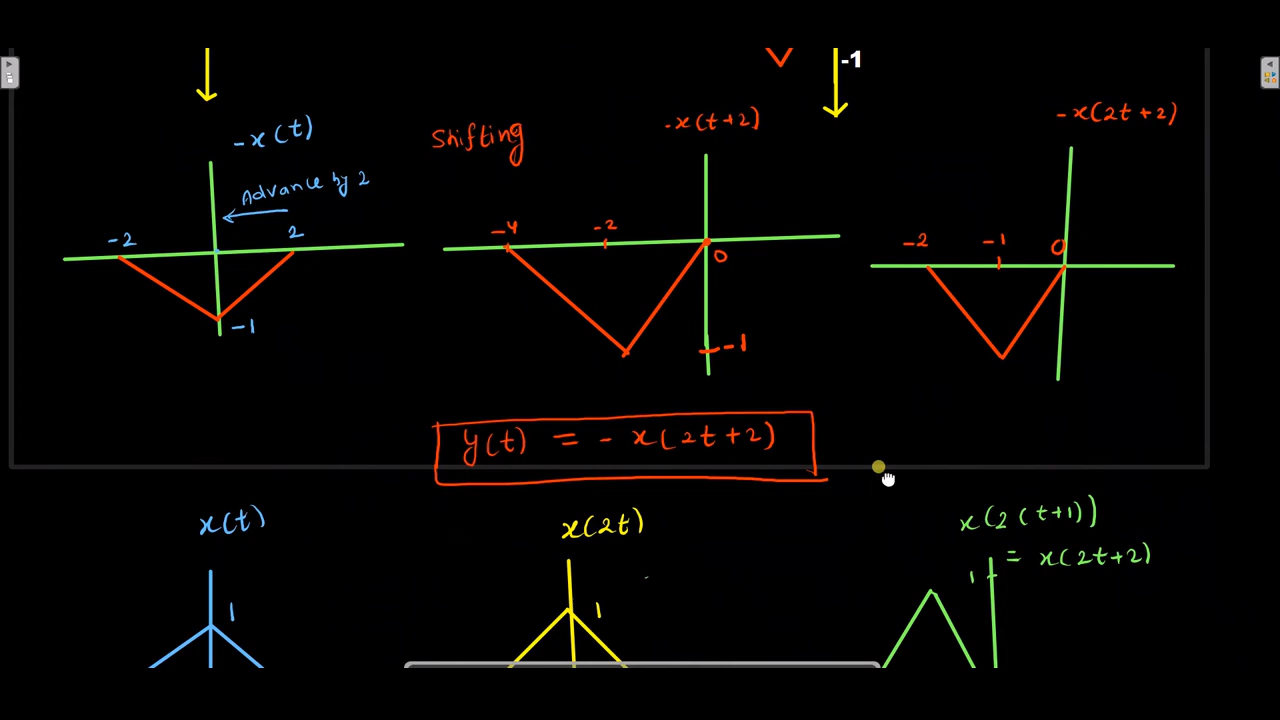 -1
-x(t)
Shifting
-x(t+2)
-x(2t+2)
Advance by 2
-2
2
-1
-4
-2
0
-1
-2
-1
0
y(t) = - x(2t+2)
x(t)
1
x(2t)
1
x(2(t+1))
= x(2t+2)
1